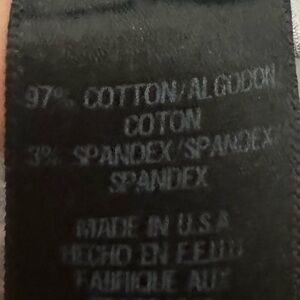 97% COTTON/ALGODON
COTON
3% SPANDEX/SPANDEX
SPANDEX
MADE IN U.S.A
HECHO EN E.E.U.U
FABRIQUE AUX